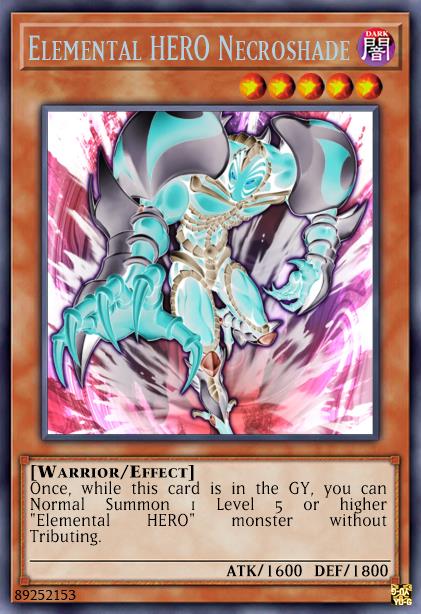 Elemental HERO Necroshade
DARK
闇
[Warrior/Effect]
Once, while this card is in the GY, you can
Normal Summon 1 Level 5 or higher
"Elemental HERO" monster without
Tributing.
ATK/1600 DEF/1800
89252153